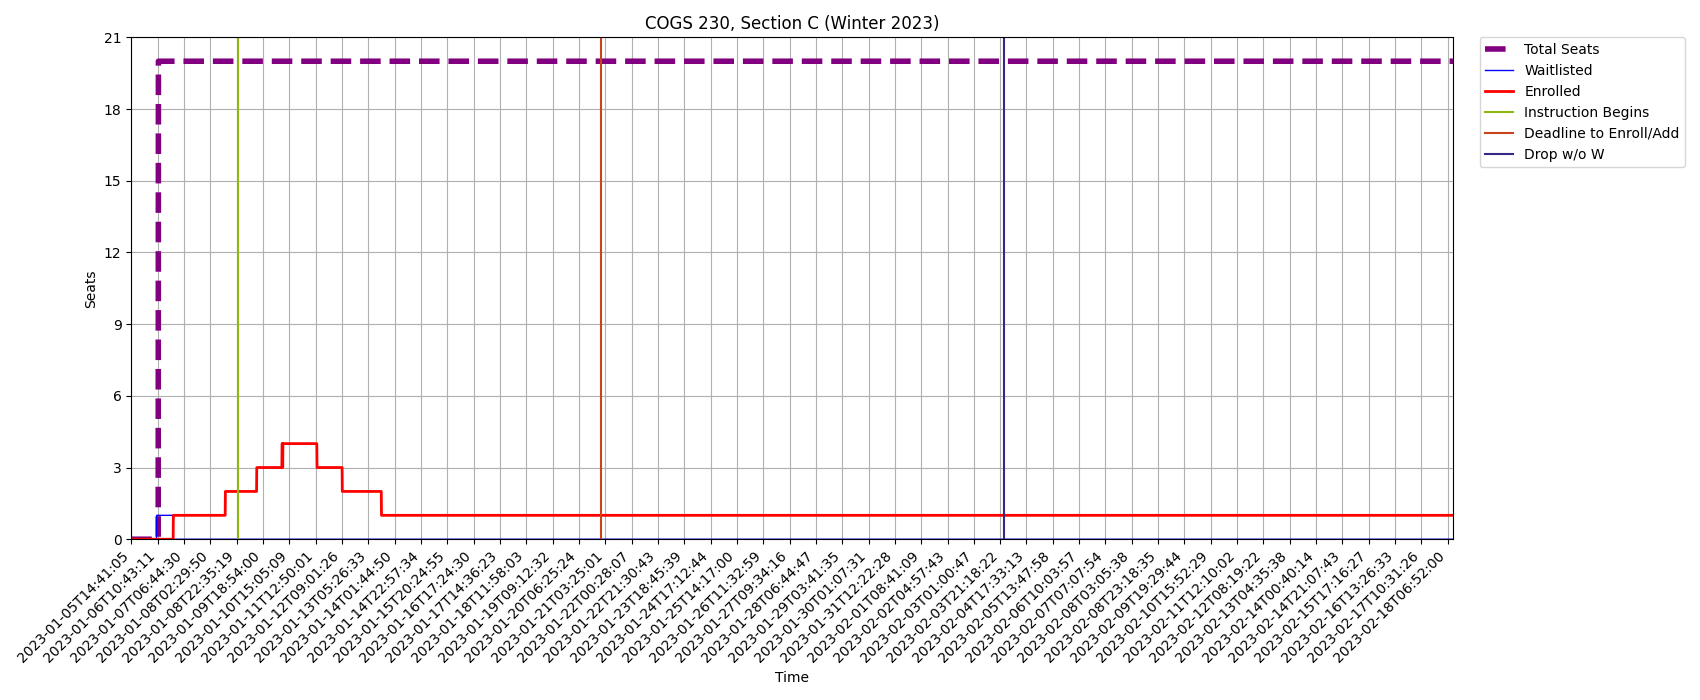 COGS 230, Section C (Winter 2023)
21
18
15
12
9
6
3
0
Seats
Total Seats
Waitlisted
Enrolled
Instruction Begins
Deadline to Enroll/Add
Drop w/o W
2023-01-05T14:41:05
2023-01-06T10:43:11
2023-01-07T06:44:30
2023-01-08T02:29:50
2023-01-08T22:35:19
2023-01-09T18:54:00
2023-01-10T15:05:09
2023-01-11T12:50:01
2023-01-12T09:01:26
2023-01-13T05:26:33
2023-01-14T01:44:50
2023-01-14T22:57:34
2023-01-15T20:24:55
2023-01-16T17:24:30
2023-01-17T14:36:23
2023-01-18T11:58:03
2023-01-19T09:12:32
2023-01-20T06:25:24
2023-01-21T03:25:01
2023-01-22T00:28:07
2023-01-22T21:30:43
2023-01-23T18:45:39
2023-01-24T17:12:44
2023-01-25T14:17:00
2023-01-26T11:32:59
2023-01-27T09:34:16
2023-01-28T06:44:47
2023-01-29T03:41:35
2023-01-30T01:07:31
2023-01-31T12:22:28
2023-02-01T08:41:09
2023-02-02T04:57:43
2023-02-03T01:00:47
2023-02-03T21:18:22
2023-02-04T17:33:13
2023-02-05T13:47:58
2023-02-06T10:03:57
2023-02-07T07:07:54
2023-02-08T03:05:38
2023-02-08T23:18:35
2023-02-09T19:29:44
2023-02-10T15:52:29
2023-02-11T12:10:02
2023-02-12T08:19:22
2023-02-13T04:35:38
2023-02-14T00:40:14
2023-02-14T21:07:43
2023-02-15T17:16:27
2023-02-16T13:26:33
2023-02-17T10:31:26
2023-02-18T06:52:00
Time